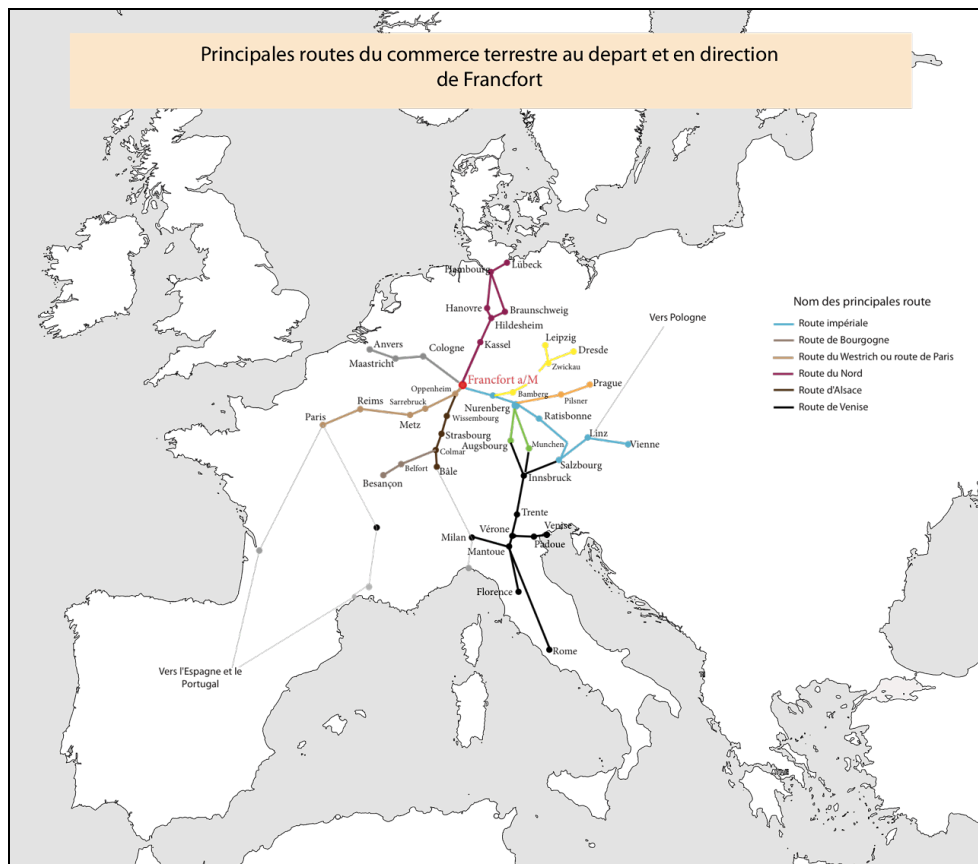 Principales routes du commerce terrestre au depart et en direction
de Francfort
Lübeck
Hambourg
Hanovre
Braunschweig
Hildesheim
Kassel
Vers Pologne
Nom des principales route
Route impériale
Route de Bourgogne
Route du Westrich ou route de Paris
Route du Nord
Route d'Alsace
Route de Venise
Anvers
Maastricht
Cologne
Leipzig
Dresde
Zwickau
Francfort a/M
Oppenheim
Bamberg
Prague
Pilsner
Reims
Sarrebruck
Paris
Metz
Wissembourg
Nurenberg
Ratisbonne
Strasbourg
Augsbourg
Munchen
Linz
Vienne
Colmar
Belfort
Bâle
Besançon
Salzbourg
Innsbruck
Trente
Vérone
Venise
Milan
Mantoue
Padoue
Florence
Rome
Vers l'Espagne et le
Portugal